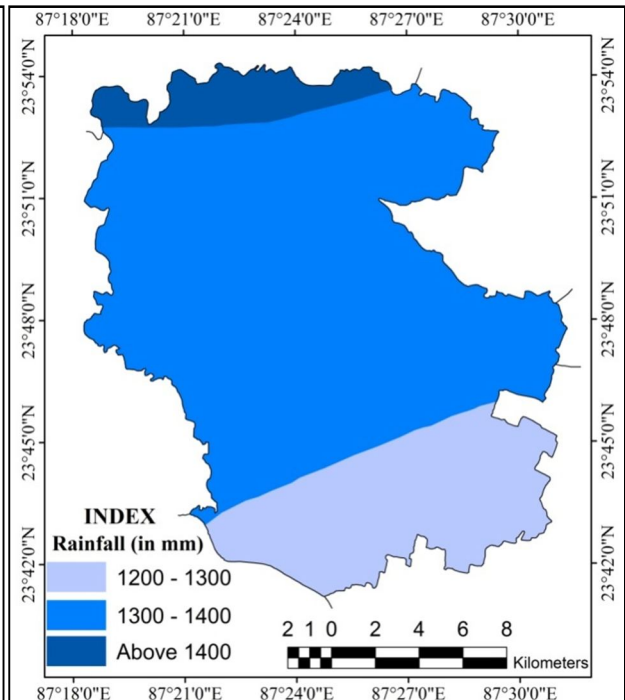 87°18'0"E 87°21'0"E 87°24'0"E 87°27'0"E 87°30'0"E
23°54'0"N 23°54'0"N
23°51'0"N 23°51'0"N
23°48'0"N 23°48'0"N
23°45'0"N 23°45'0"N
23°42'0"N 23°42'0"N
INDEX
Rainfall (in mm)
1200 - 1300
1300 - 1400
Above 1400
2 1 0 2 4 6 8
Kilometers
87°18'0"E 87°21'0"E 87°24'0"E 87°27'0"E 87°30'0"E